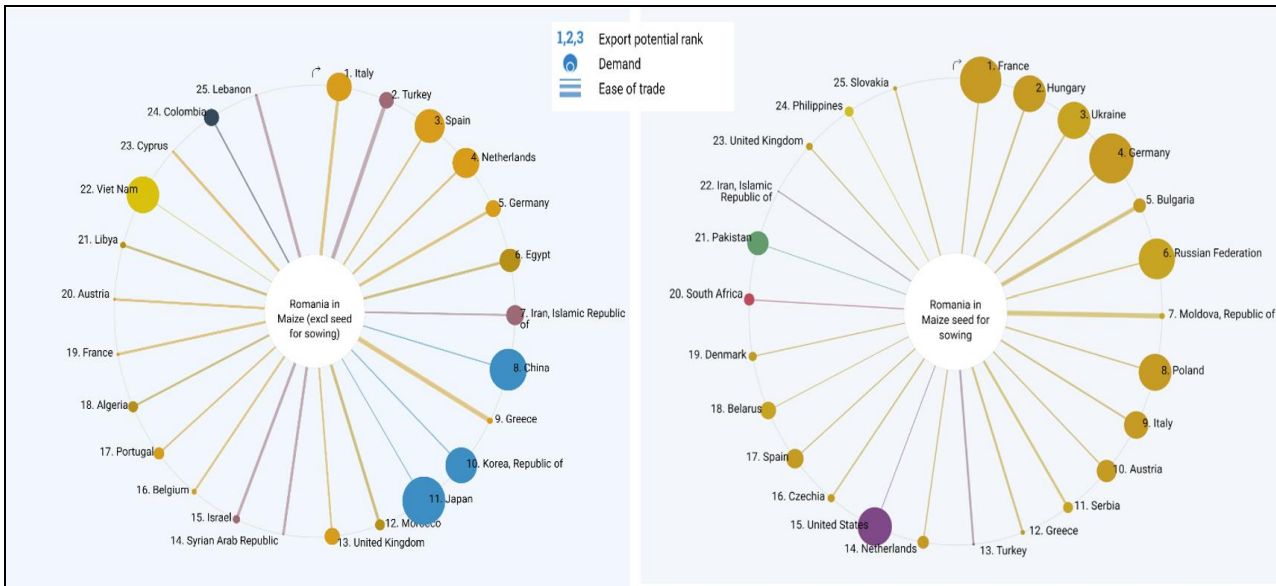 1,2,3 Export potential rank
Demand
Ease of trade
1. Italy
2. Turkey
3. Spain
4. Netherlands
5. Germany
6. Egypt
7. Iran, Islamic Republic
of
8. China
9. Greece
10. Korea, Republic of
11. Japan
12. Morocco
13. United Kingdom
14. Syrian Arab Republic
15. Israel
16. Belgium
17. Portugal
18. Algeria
19. France
20. Austria
21. Libya
22. Viet Nam
23. Cyprus
24. Colombia
25. Lebanon
Romania in
Maize (excl seed
for sowing)
1. France
2. Hungary
3. Ukraine
4. Germany
5. Bulgaria
6. Russian Federation
7. Moldova, Republic of
8. Poland
9. Italy
10. Austria
11. Serbia
12. Greece
13. Turkey
14. Netherlands
15. United States
16. Czechia
17. Spain
18. Belarus
19. Denmark
20. South Africa
21. Pakistan
22. Iran, Islamic
Republic of
23. United Kingdom
24. Philippines
25. Slovakia
Romania in
Maize seed for
sowing